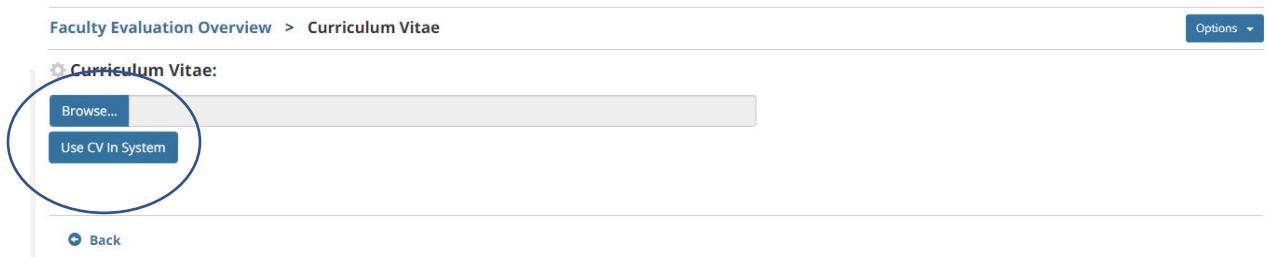 Faculty Evaluation Overview > Curriculum Vitae
Options
Curriculum Vitae:
Browse...
Use CV In System
Back